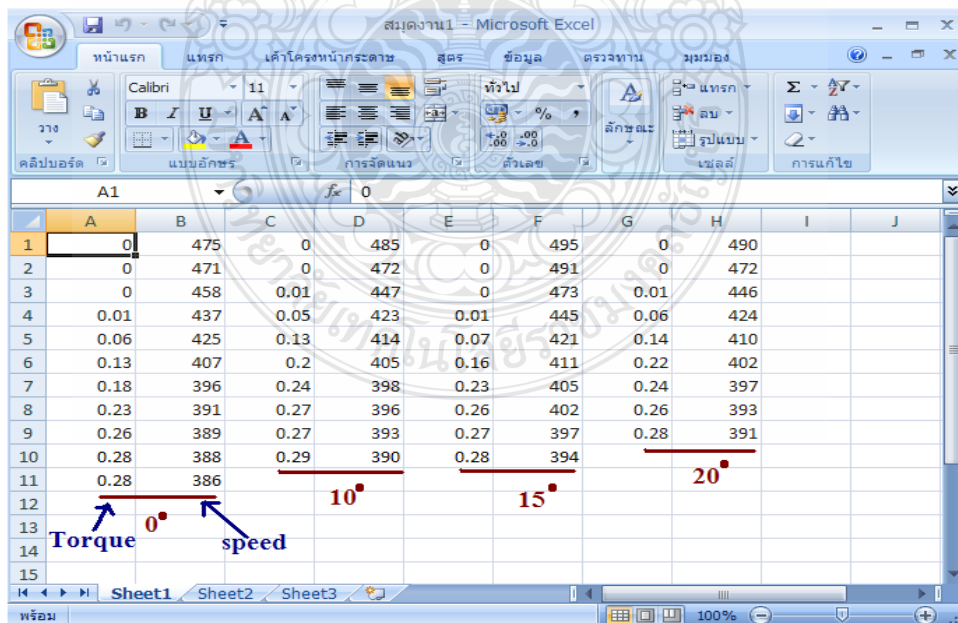 สมุดงาน1 - Microsoft Excel
หน้าแรก แทรก เค้าโครงหน้ากระดาษ สูตร ข้อมูล ตรวจทาน มุมมอง
วาง
Calibri 11
B I U A A
ทั่วไป
% ,
ลักษณะ
แทรก
ลบ
รูปแบบ
Σ
คลิปบอร์ด แบบอักษร การจัดแนว ตัวเลข เซลล์ การแก้ไข
A1 fx 0
A B C D E F G H I J
1 0 475 0 485 0 495 0 490
2 0 471 0 472 0 491 0 472
3 0 458 0.01 447 0 473 0.01 446
4 0.01 437 0.05 423 0.01 445 0.06 424
5 0.06 425 0.13 414 0.07 421 0.14 410
6 0.13 407 0.2 405 0.16 411 0.22 402
7 0.18 396 0.24 398 0.23 405 0.24 397
8 0.23 391 0.27 396 0.26 402 0.26 393
9 0.26 389 0.27 393 0.27 397 0.28 391
10 0.28 388 0.29 390 0.28 394
11 0.28 386
12
13
14
15
0° 10° 15° 20°
Torque speed
Sheet1 Sheet2 Sheet3
พร้อม 100%